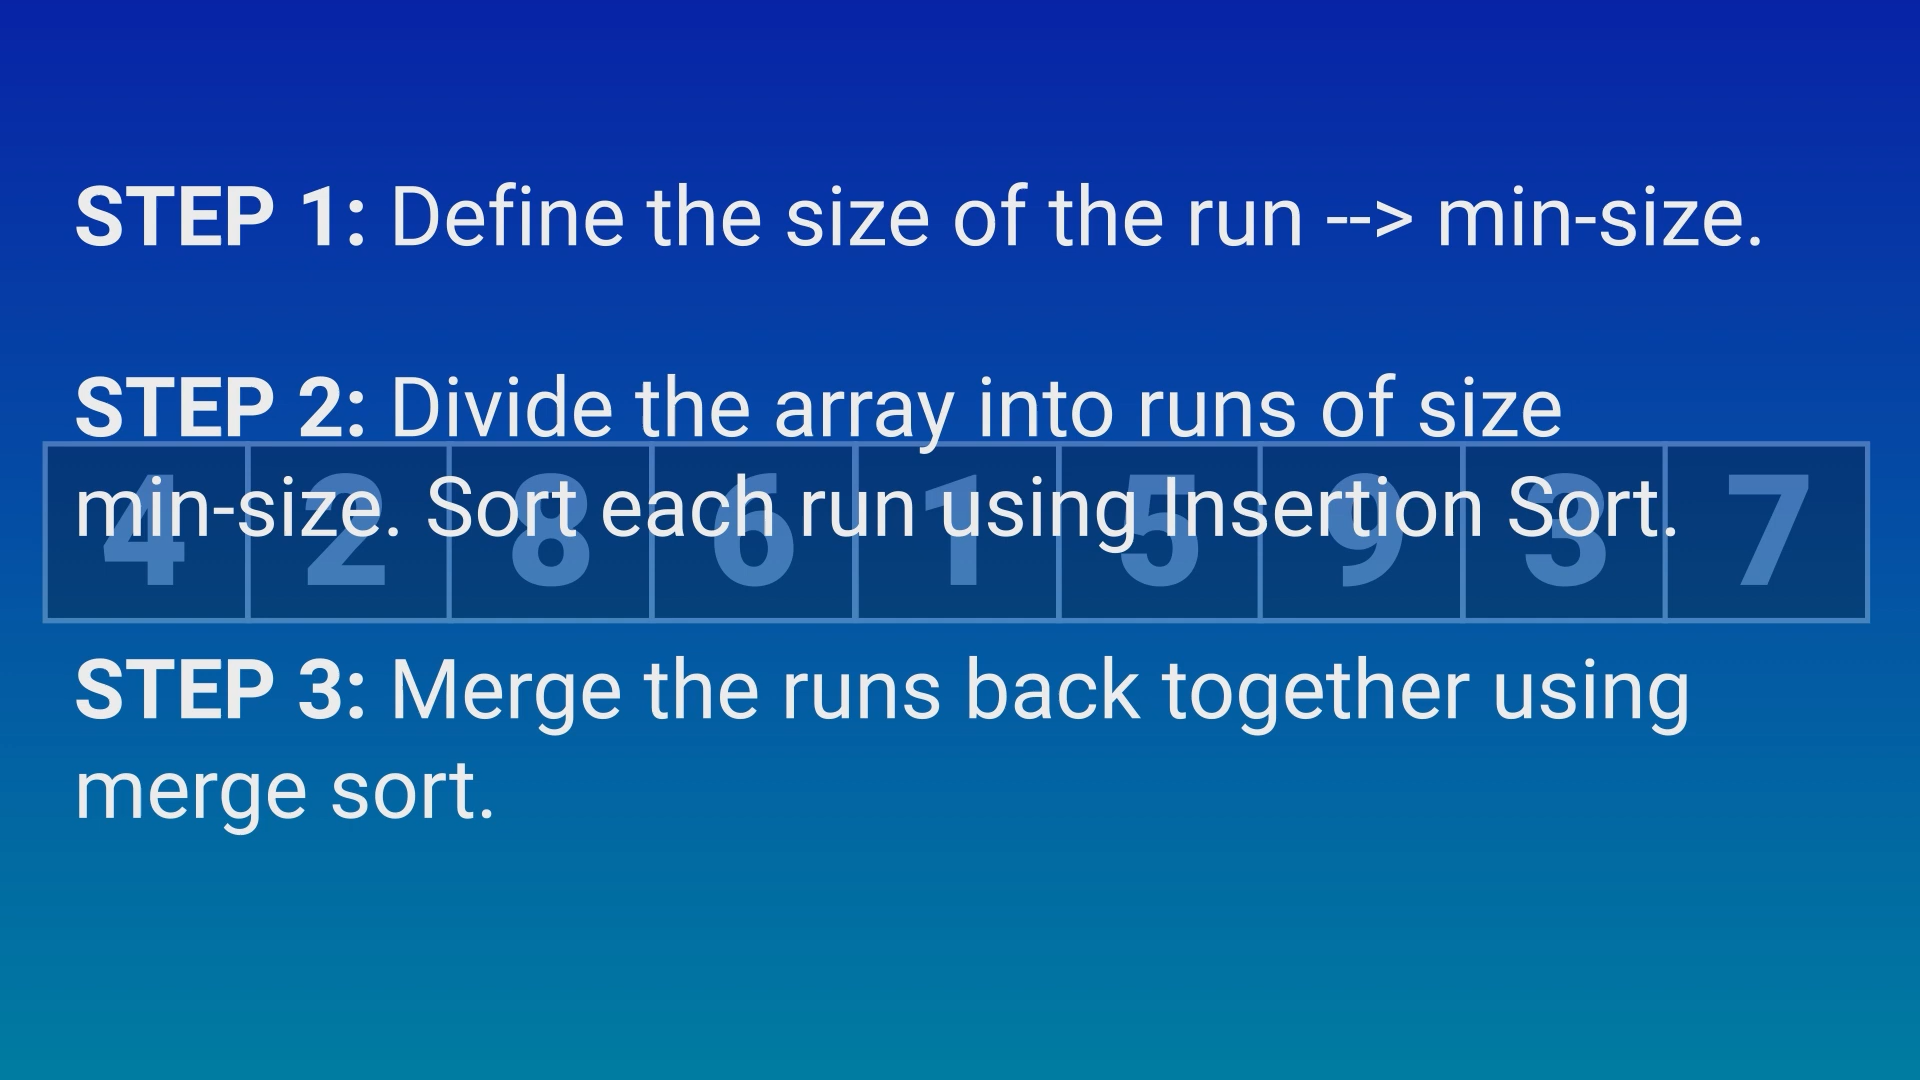 STEP 1: Define the size of the run --> min-size.
STEP 2: Divide the array into runs of size
min-size. Sort each run using Insertion Sort.
4 2 8 6 1 5 9 3 7
STEP 3: Merge the runs back together using
merge sort.